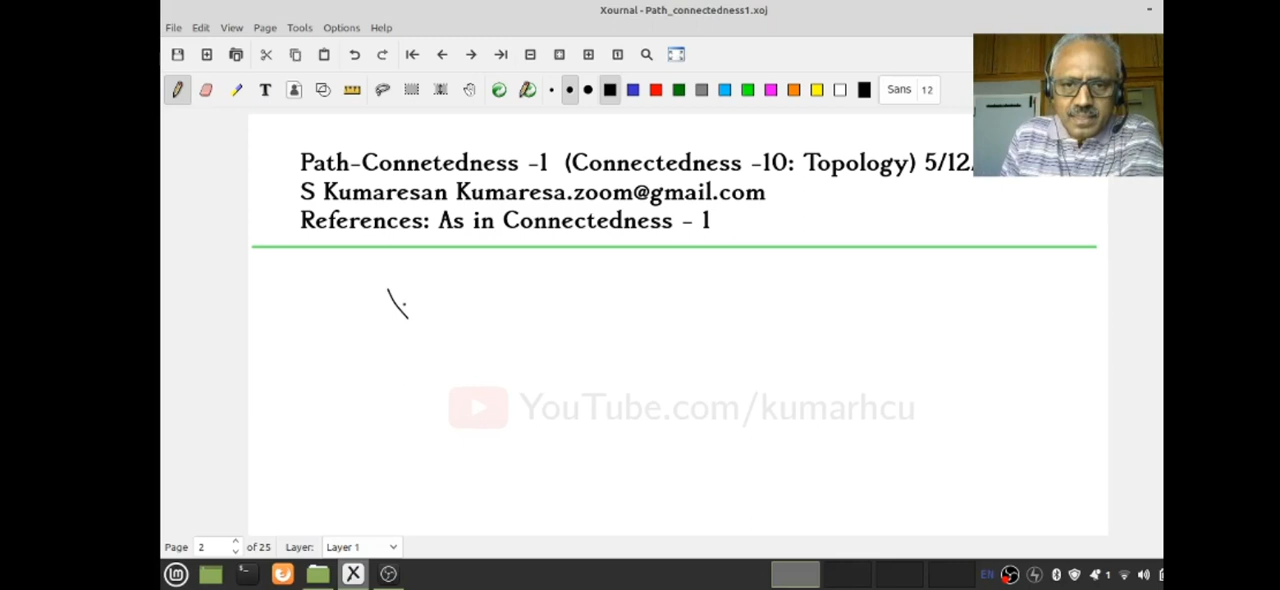 Xournal - Path_connectedness1.xoj
File Edit View Page Tools Options Help
Sans 12
Path-Connetedness -1 (Connectedness -10: Topology) 5/12
S Kumaresan Kumaresa.zoom@gmail.com
References: As in Connectedness - 1
YouTube.com/kumarhcu
Page 2 of 25 Layer: Layer 1
EN 1